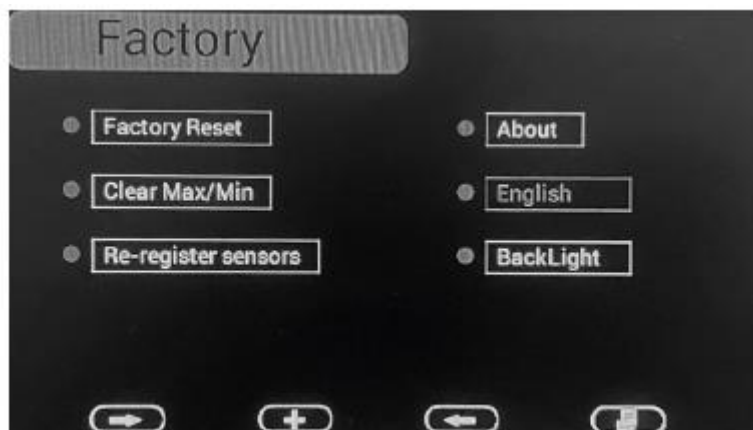 Factory
Factory Reset
Clear Max/Min
Re-register sensors
About
English
BackLight